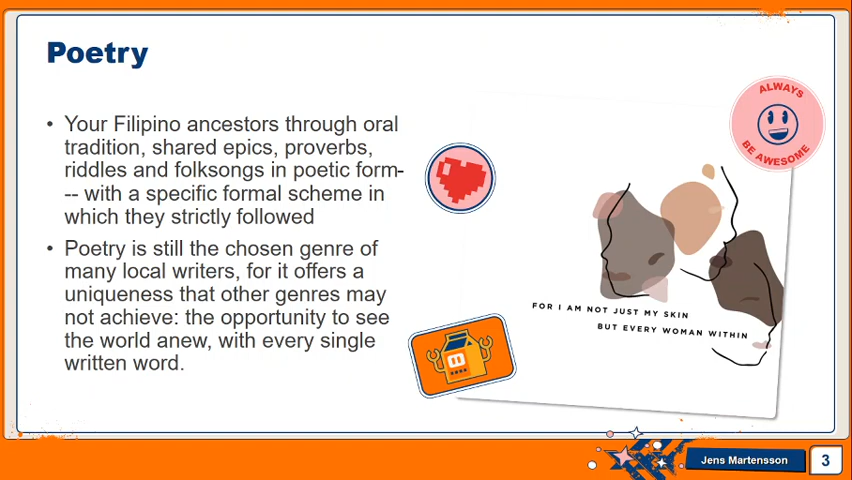 Poetry
• Your Filipino ancestors through oral
tradition, shared epics, proverbs,
riddles and folksongs in poetic form-
-- with a specific formal scheme in
which they strictly followed
• Poetry is still the chosen genre of
many local writers, for it offers a
uniqueness that other genres may
not achieve: the opportunity to see
the world anew, with every single
written word.
ALWAYS
BE AWESOME
FOR I AM NOT JUST MY SKIN
BUT EVERY WOMAN WITHIN
Jens Martensson
3